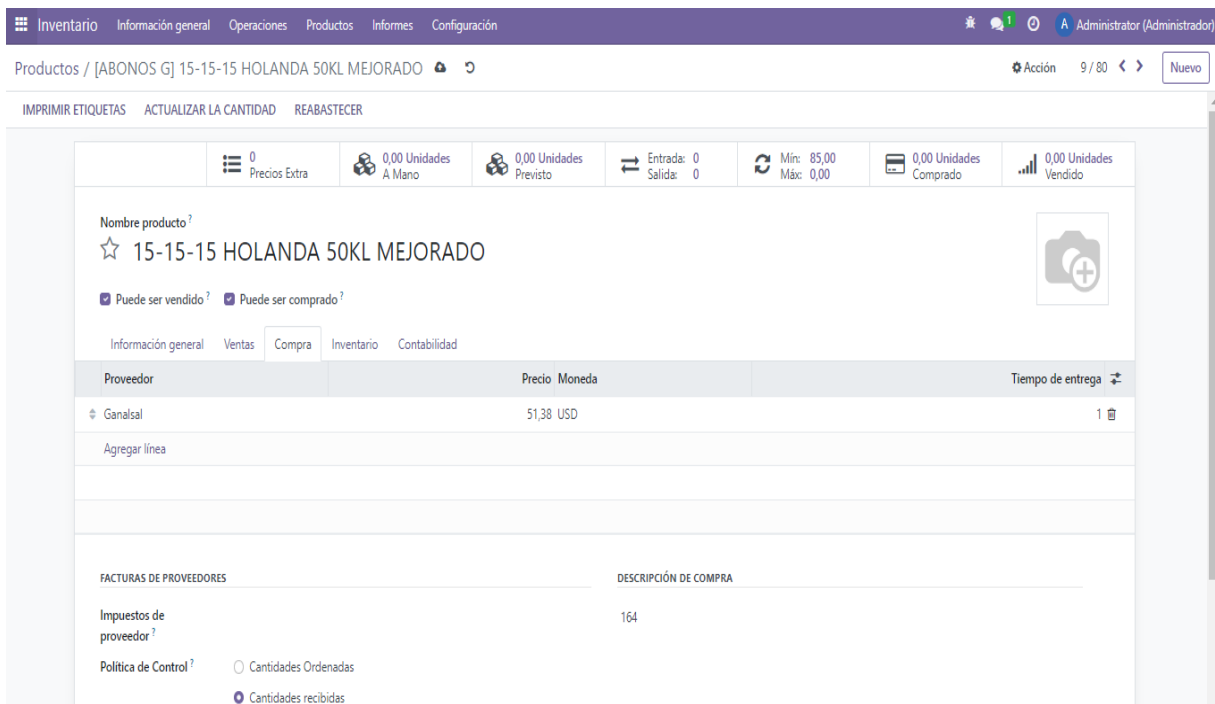 Inventario Información general Operaciones Productos Informes Configuración 1 A Administrator (Administrador)
Productos / [ABONOS G] 15-15-15 HOLANDA 50KL MEJORADO Acción 9 / 80 Nuevo
IMPRIMIR ETIQUETAS ACTUALIZAR LA CANTIDAD REABASTECER
0 0,00 Unidades 0,00 Unidades Entrada: 0 Mín: 85,00 0,00 Unidades 0,00 Unidades
Precios Extra A Mano Previsto Salida: 0 Máx: 0,00 Comprado Vendido
Nombre producto ?
15-15-15 HOLANDA 50KL MEJORADO
Puede ser vendido ? Puede ser comprado ?
Información general Ventas Compra Inventario Contabilidad
Proveedor Precio Moneda Tiempo de entrega
Ganalsal 51,38 USD 1
Agregar línea
FACTURAS DE PROVEEDORES DESCRIPCIÓN DE COMPRA
Impuestos de 164
proveedor ?
Política de Control ? Cantidades Ordenadas
Cantidades recibidas